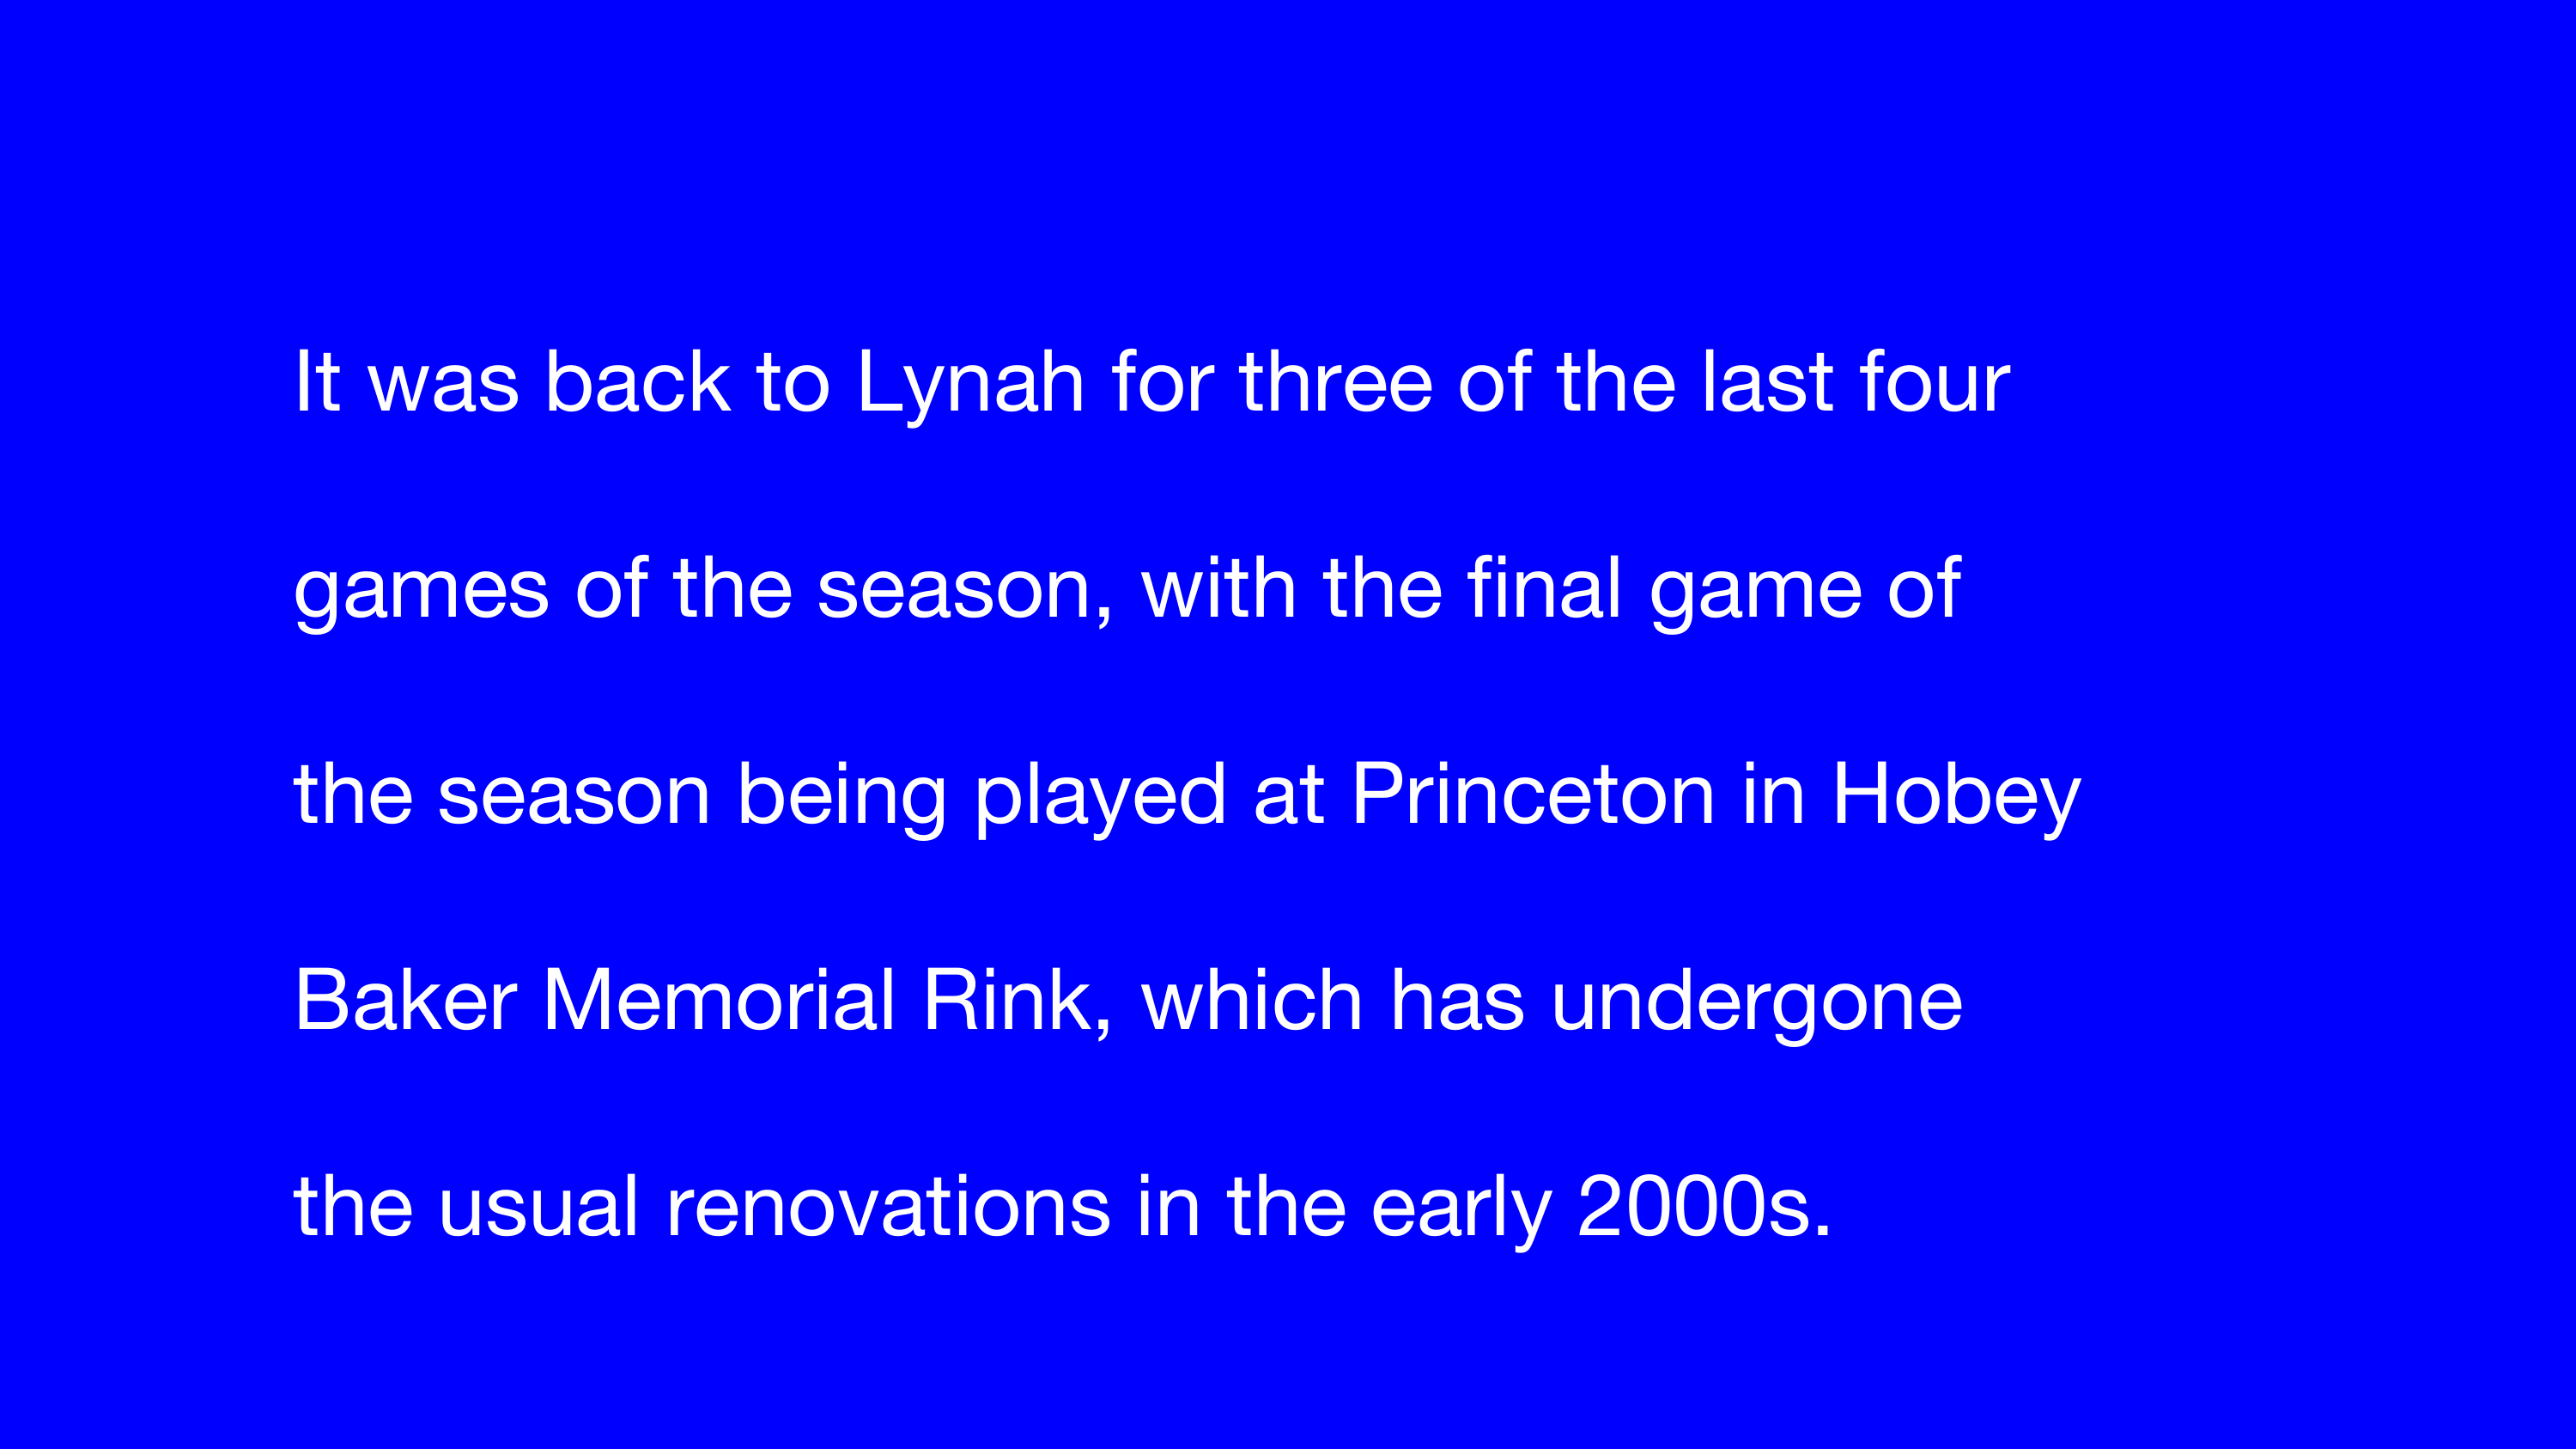 It was back to Lynah for three of the last four
games of the season, with the final game of
the season being played at Princeton in Hobey
Baker Memorial Rink, which has undergone
the usual renovations in the early 2000s.